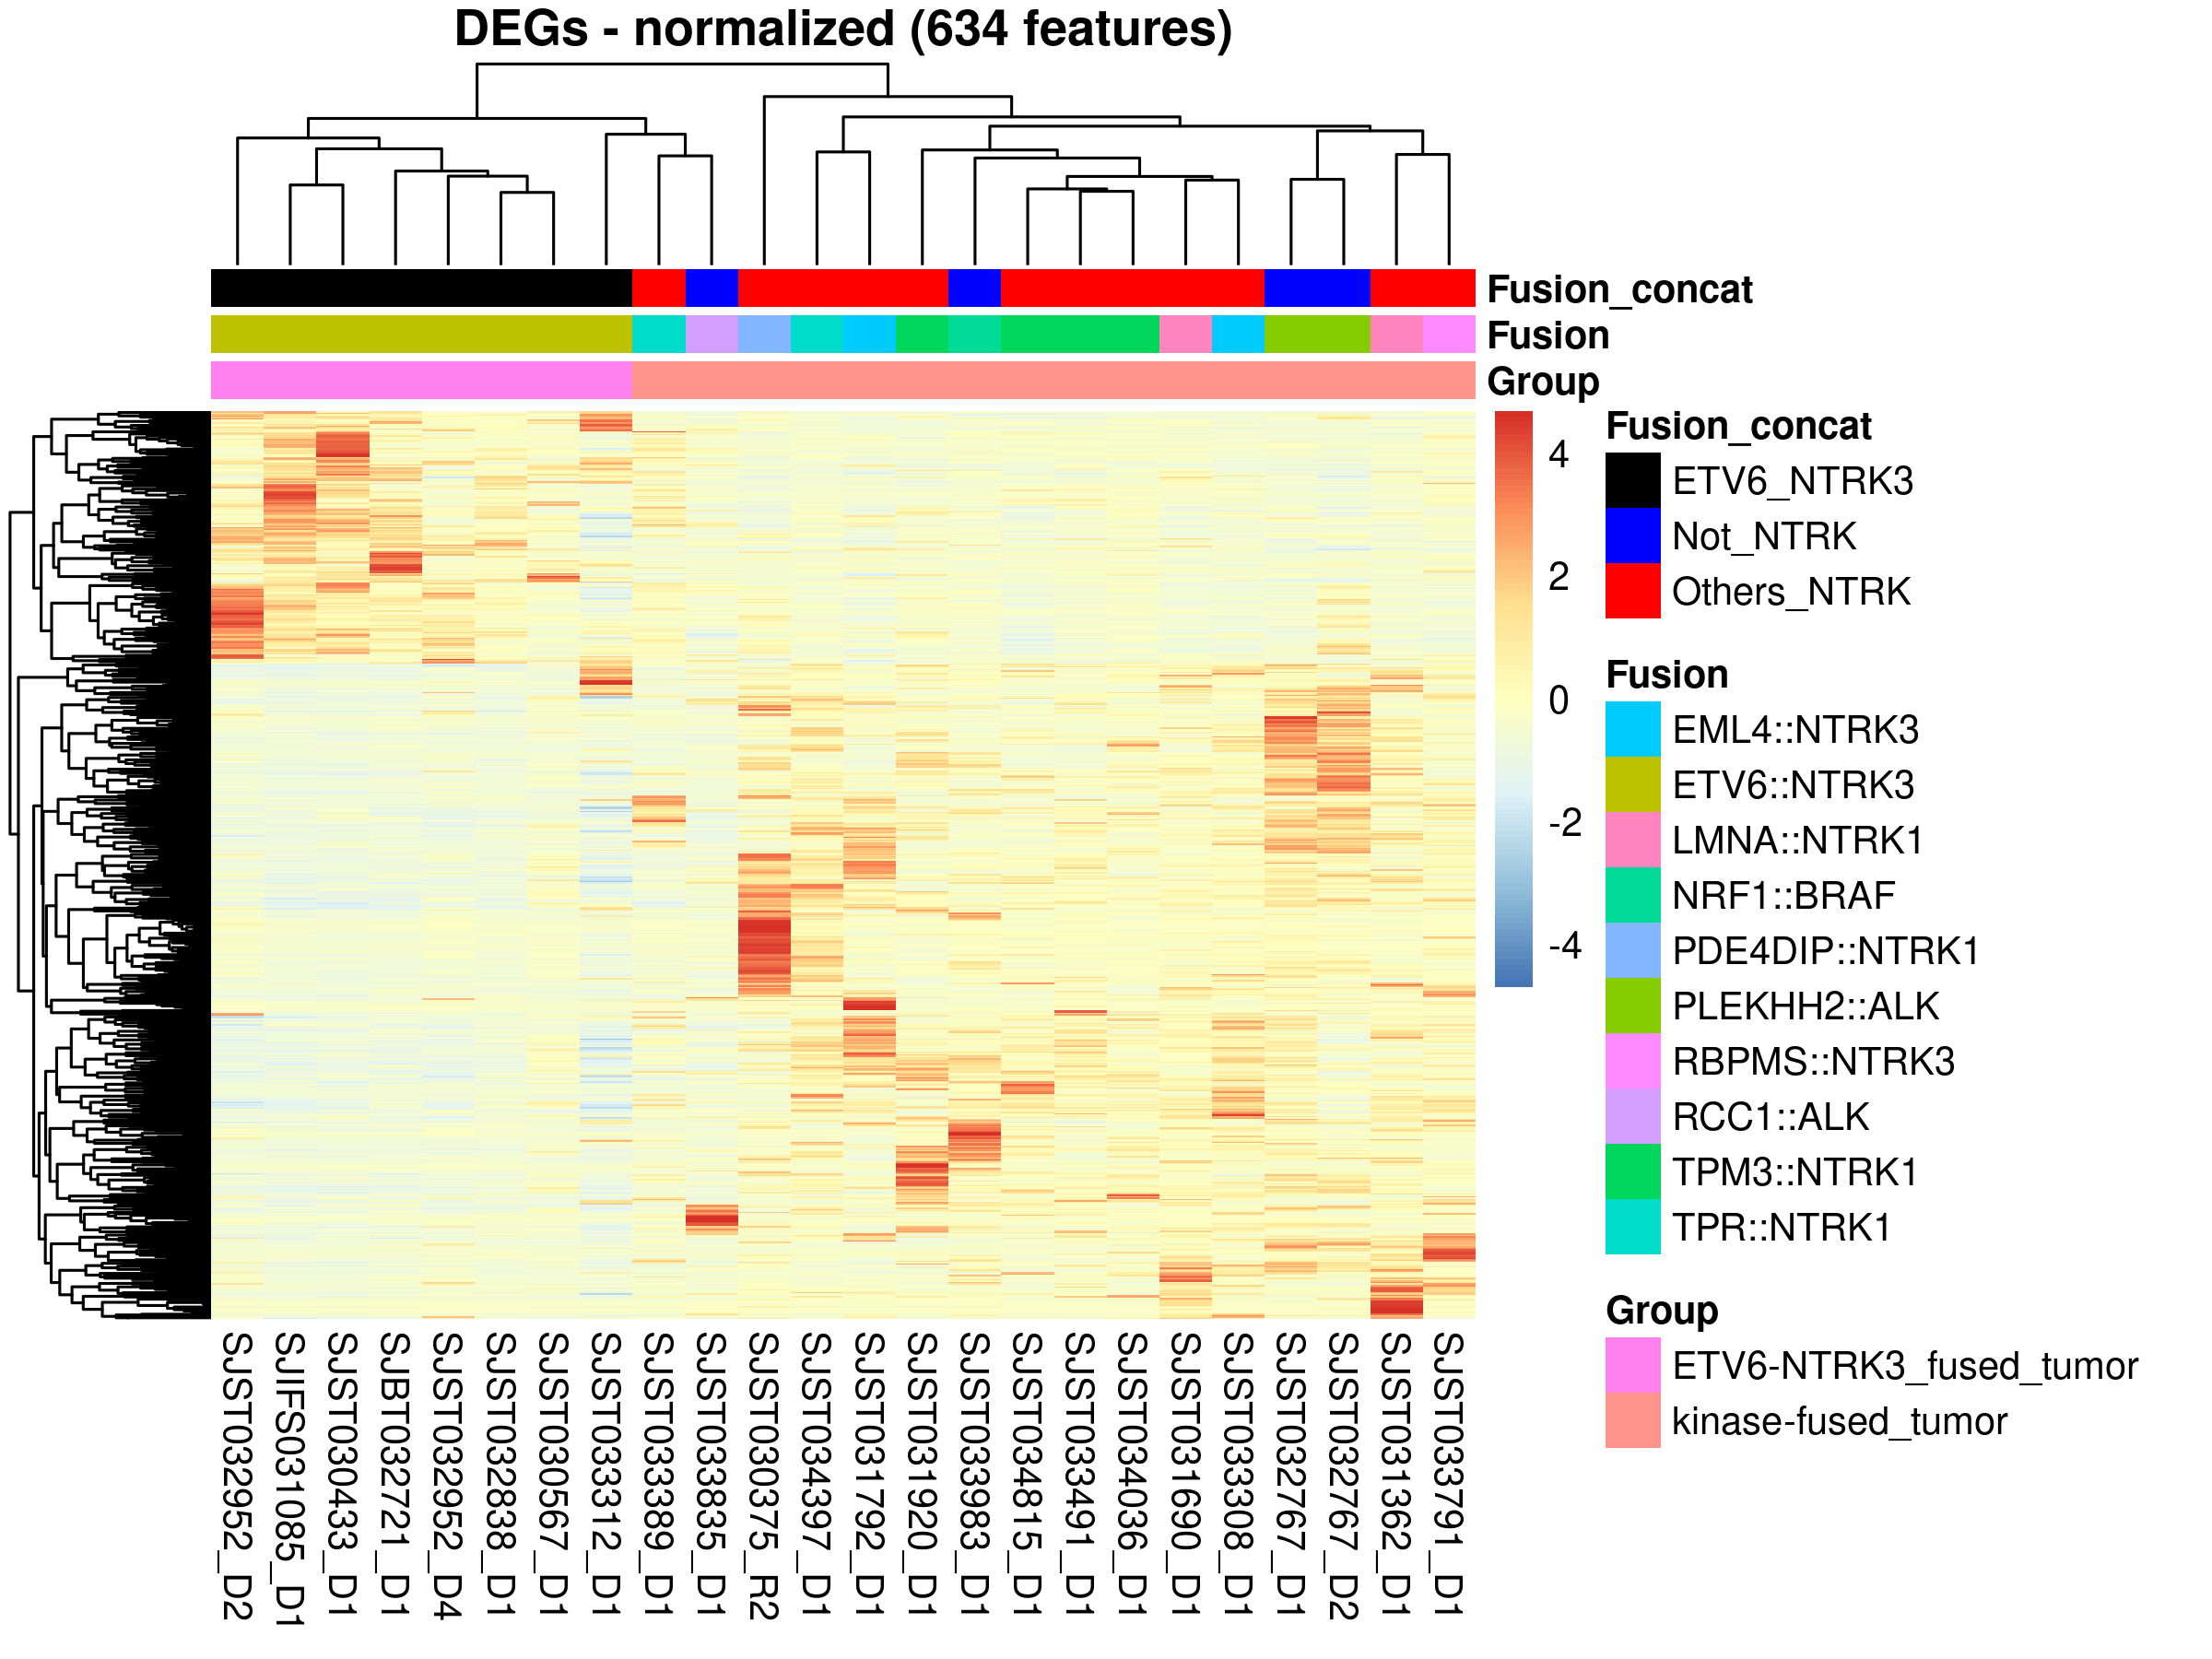 DEGs - normalized (634 features)
Fusion_concat
Fusion
Group
4
2
0
-2
-4
Fusion_concat
ETV6_NTRK3
Not_NTRK
Others_NTRK
Fusion
EML4::NTRK3
ETV6::NTRK3
LMNA::NTRK1
NRF1::BRAF
PDE4DIP::NTRK1
PLEKHH2::ALK
RBPMS::NTRK3
RCC1::ALK
TPM3::NTRK1
TPR::NTRK1
Group
ETV6-NTRK3_fused_tumor
kinase-fused_tumor
SJST032952_D2
SJIFS031085_D1
SJST030433_D1
SJBT032721_D1
SJST032952_D4
SJST032838_D1
SJST030567_D1
SJST033312_D1
SJST033389_D1
SJST033835_D1
SJST030375_R2
SJST034397_D1
SJST031792_D1
SJST031920_D1
SJST033983_D1
SJST034815_D1
SJST033491_D1
SJST034036_D1
SJST031690_D1
SJST033308_D1
SJST032767_D1
SJST032767_D2
SJST031362_D1
SJST033791_D1